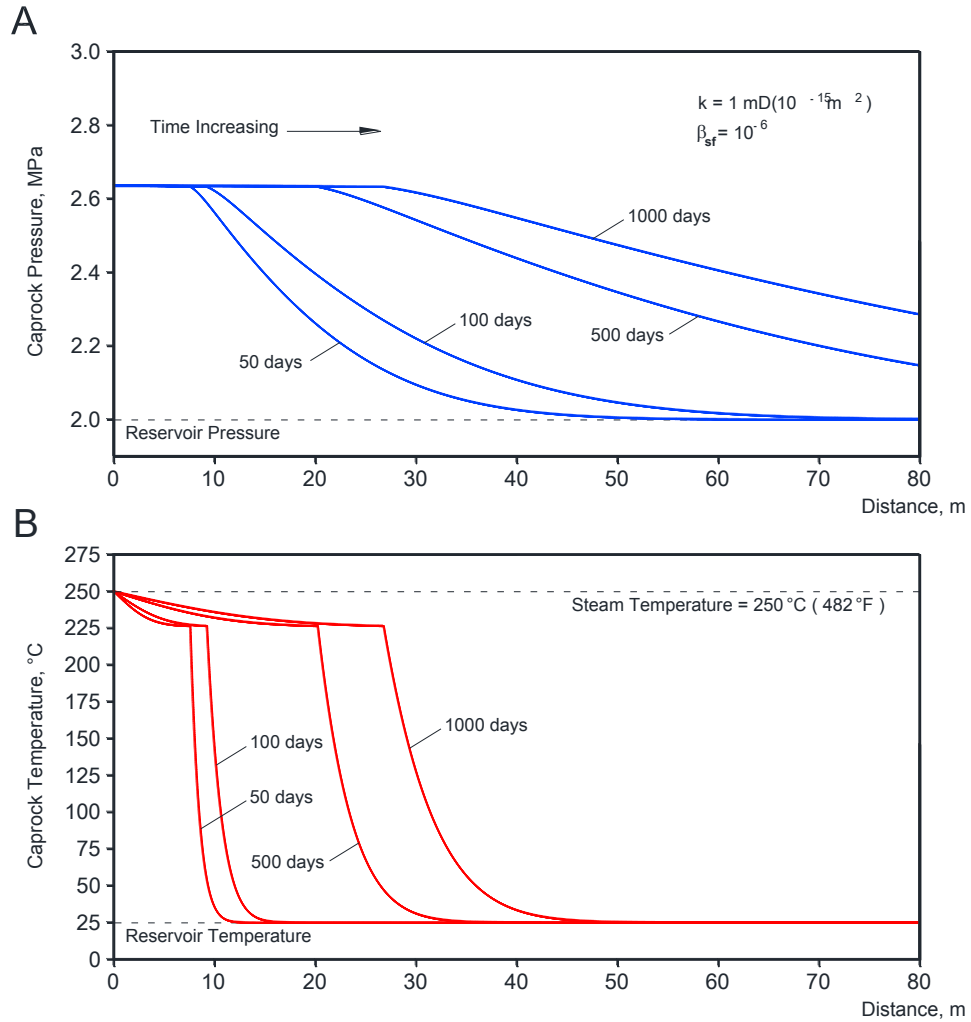 A
3.0
2.8
2.6
2.4
2.2
2.0
Caprock Pressure, MPa
Time Increasing
k = 1 mD(10⁻¹⁵m²)
βsf = 10⁻⁶
1000 days
500 days
100 days
50 days
Reservoir Pressure
0 10 20 30 40 50 60 70 80
Distance, m
B
275
250
225
200
175
150
125
100
75
50
25
0
Caprock Temperature, °C
Steam Temperature = 250 °C ( 482 °F )
1000 days
100 days
50 days
500 days
Reservoir Temperature
0 10 20 30 40 50 60 70 80
Distance, m